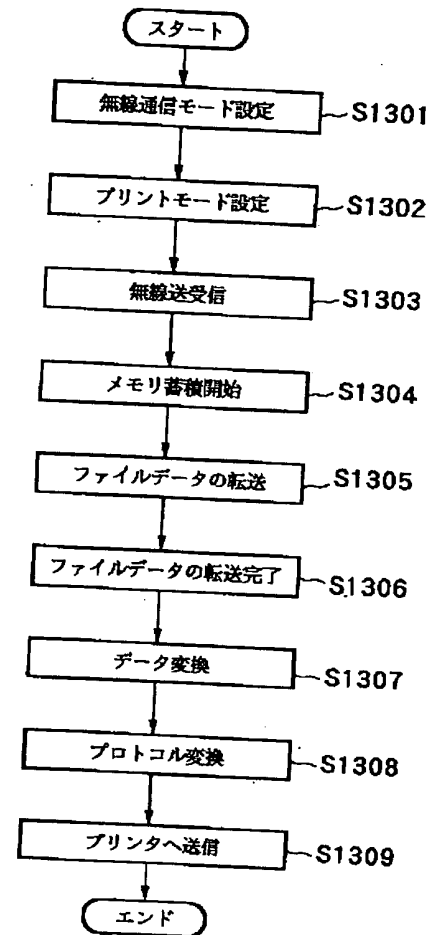 スタート
無線通信モード設定 S1301
プリントモード設定 S1302
無線送受信 S1303
メモリ蓄積開始 S1304
ファイルデータの転送 S1305
ファイルデータの転送完了 S1306
データ変換 S1307
プロトコル変換 S1308
プリンタへ送信 S1309
エンド